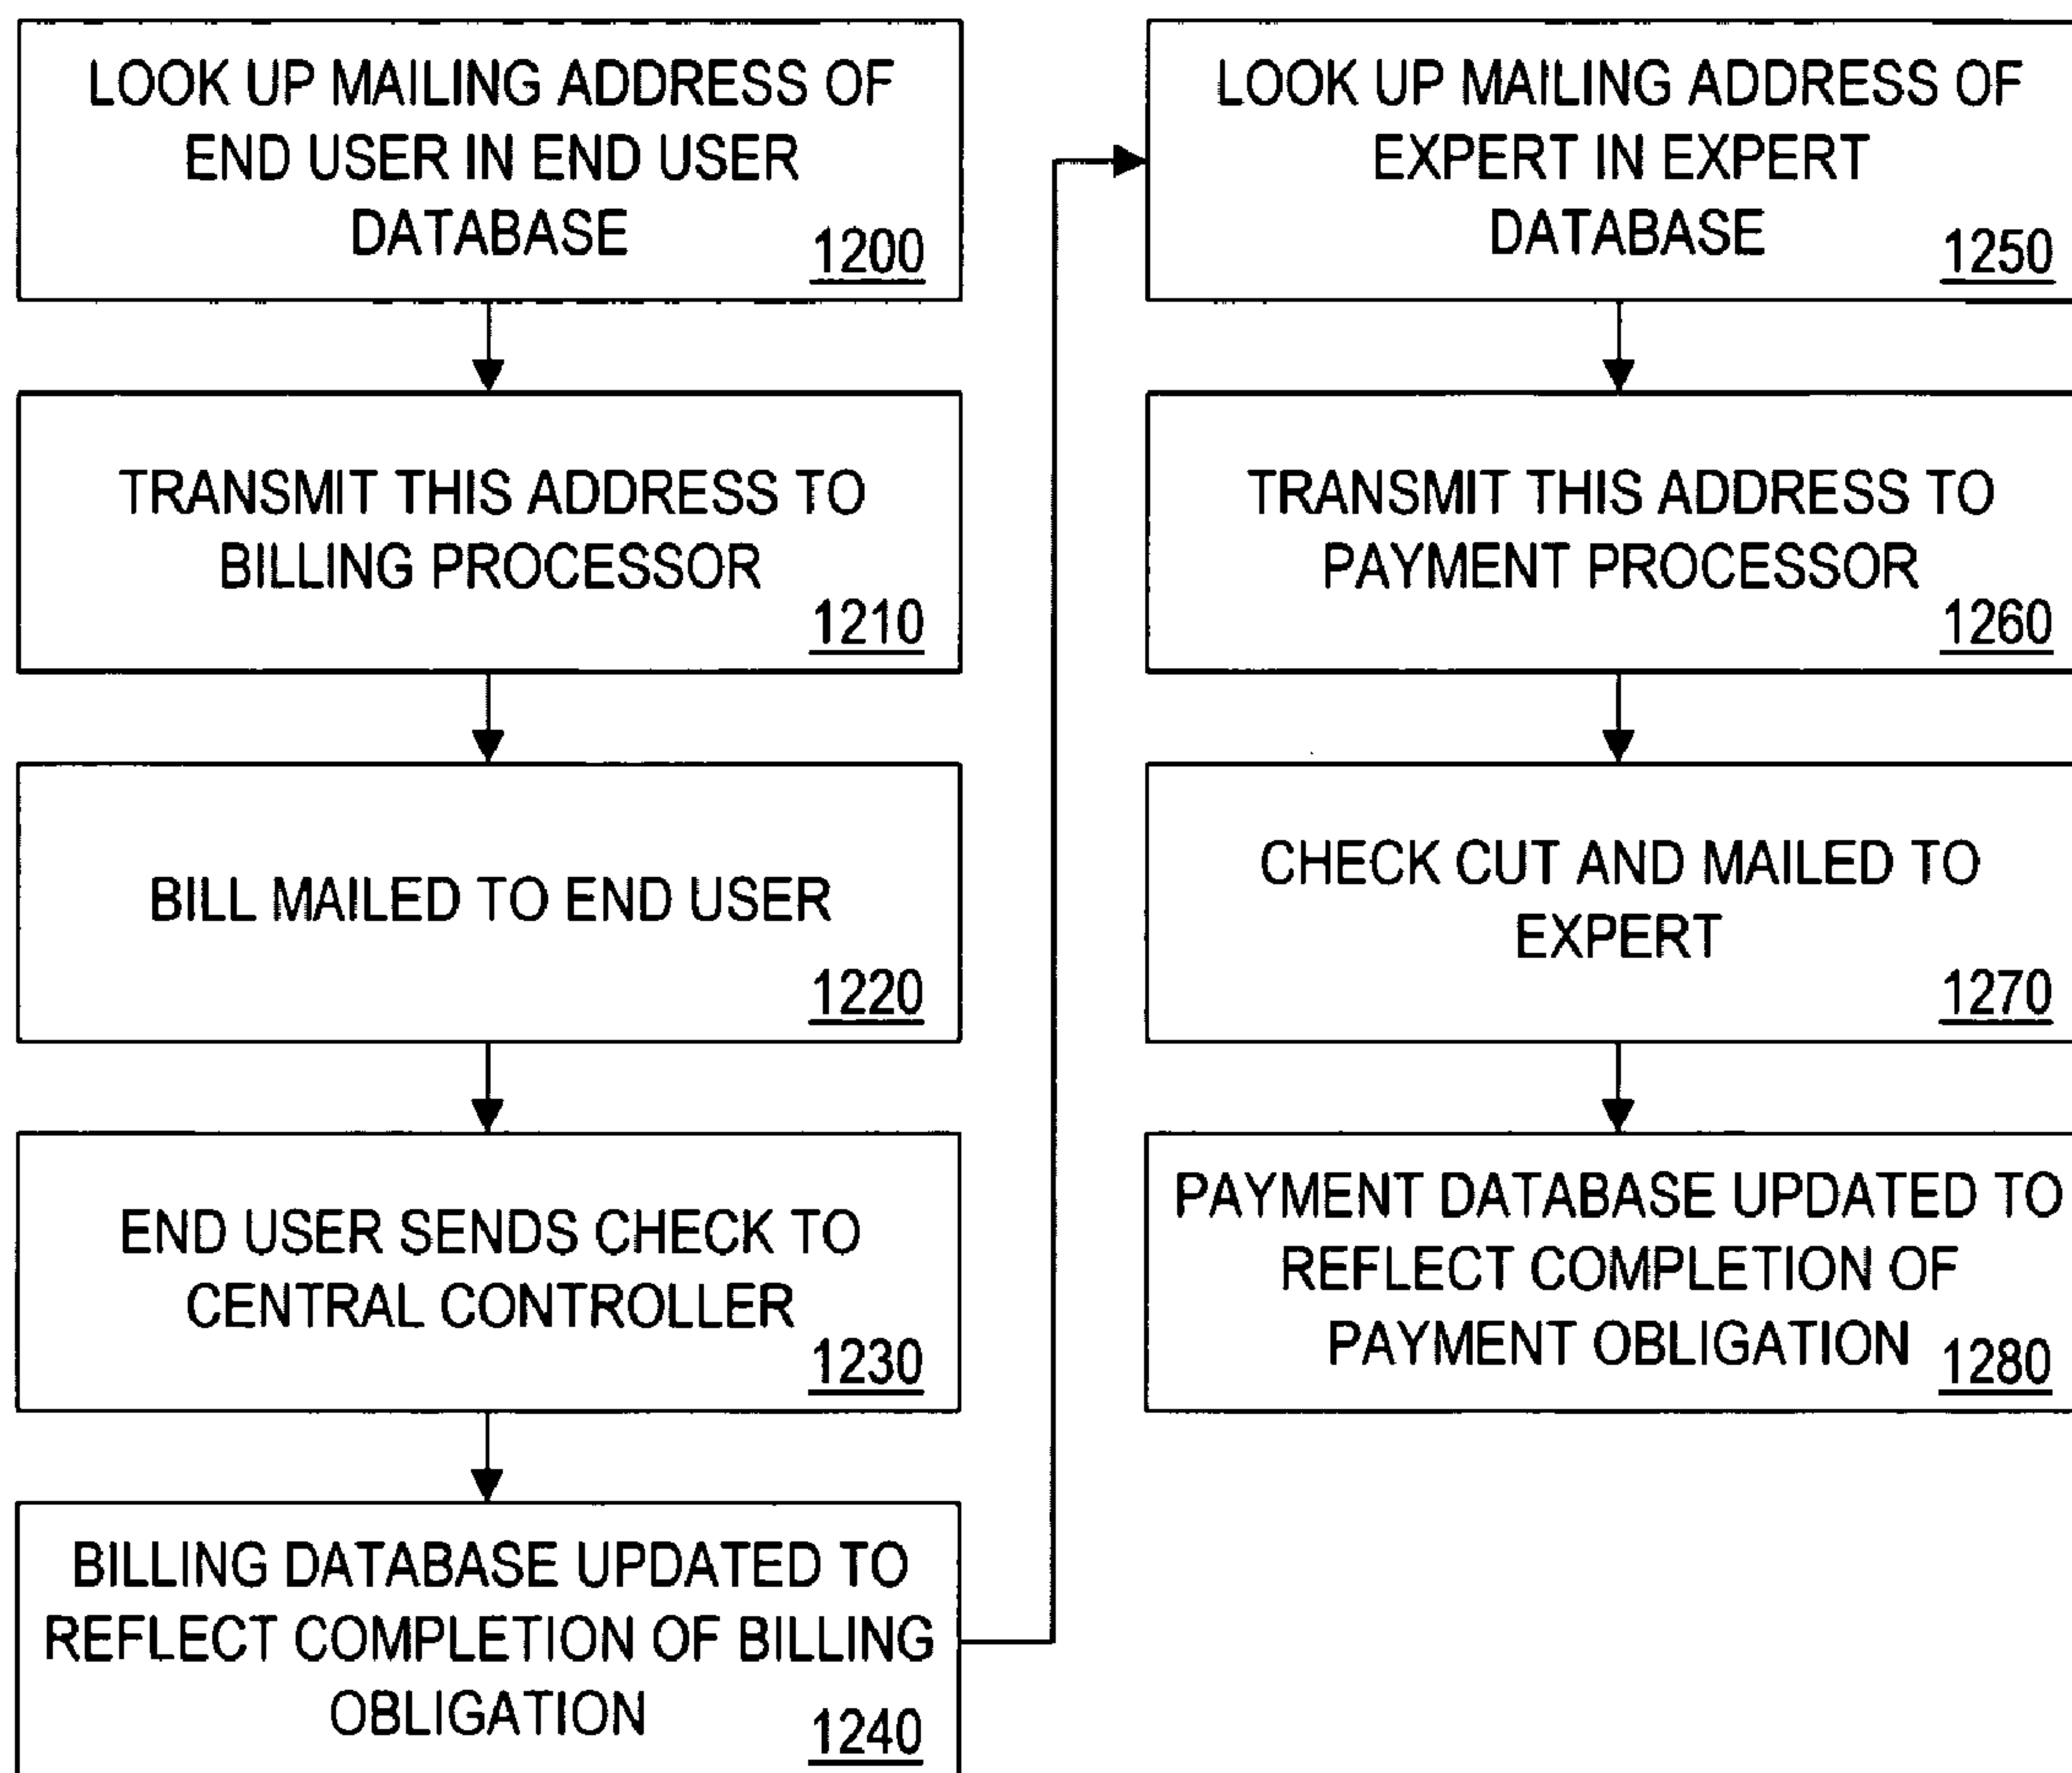 LOOK UP MAILING ADDRESS OF
END USER IN END USER
DATABASE
1200
TRANSMIT THIS ADDRESS TO
BILLING PROCESSOR
1210
BILL MAILED TO END USER
1220
END USER SENDS CHECK TO
CENTRAL CONTROLLER
1230
BILLING DATABASE UPDATED TO
REFLECT COMPLETION OF BILLING
OBLIGATION
1240
LOOK UP MAILING ADDRESS OF
EXPERT IN EXPERT
DATABASE
1250
TRANSMIT THIS ADDRESS TO
PAYMENT PROCESSOR
1260
CHECK CUT AND MAILED TO
EXPERT
1270
PAYMENT DATABASE UPDATED TO
REFLECT COMPLETION OF
PAYMENT OBLIGATION
1280